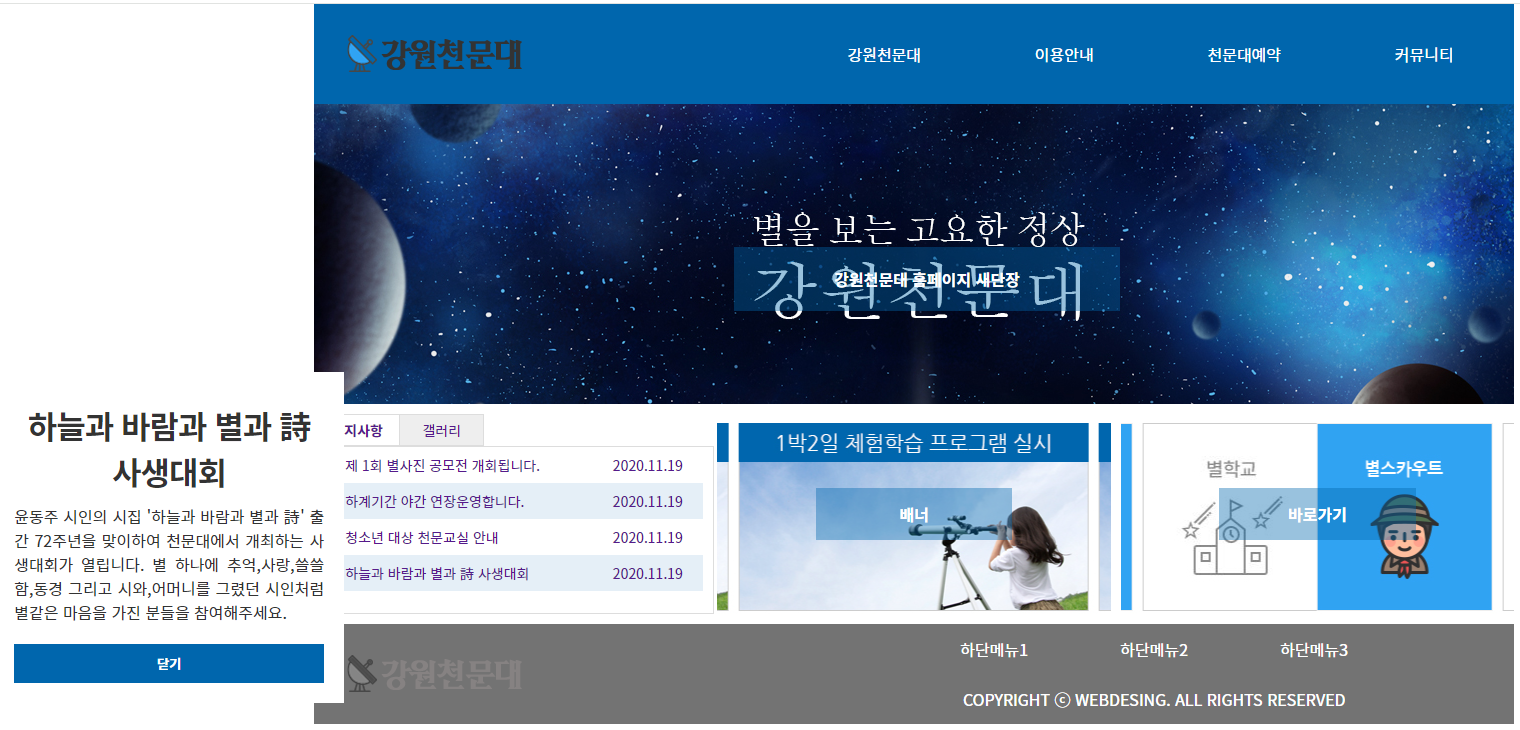 강원천문대
강원천문대
이용안내
천문대예약
커뮤니티
별을 보는 고요한 정상
강원천문대
강원천문대 홈페이지 새단장
하늘과 바람과 별과 詩
사생대회
윤동주 시인의 시집 '하늘과 바람과 별과 詩' 출
간 72주년을 맞이하여 천문대에서 개최하는 사
생대회가 열립니다. 별 하나에 추억,사랑,쓸쓸
함,동경 그리고 시와,어머니를 그렸던 시인처럼
별같은 마음을 가진 분들을 참여해주세요.
닫기
지사항
갤러리
제 1회 별사진 공모전 개회됩니다.
2020.11.19
하계기간 야간 연장운영합니다.
2020.11.19
청소년 대상 천문교실 안내
2020.11.19
하늘과 바람과 별과 詩 사생대회
2020.11.19
1박2일 체험학습 프로그램 실시
배너
별학교
별스카우트
바로가기
강원천문대
하단메뉴1
하단메뉴2
하단메뉴3
COPYRIGHT ⓒ WEBDESING. ALL RIGHTS RESERVED